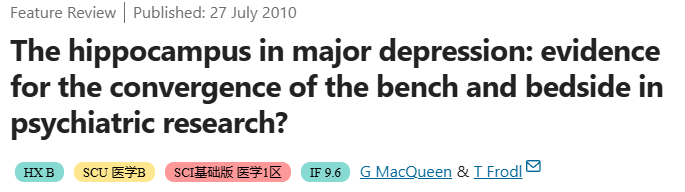 Feature Review | Published: 27 July 2010
The hippocampus in major depression: evidence
for the convergence of the bench and bedside in
psychiatric research?
HX B SCU 医学B SCI基础版 医学1区 IF 9.6 G MacQueen & T Frodl